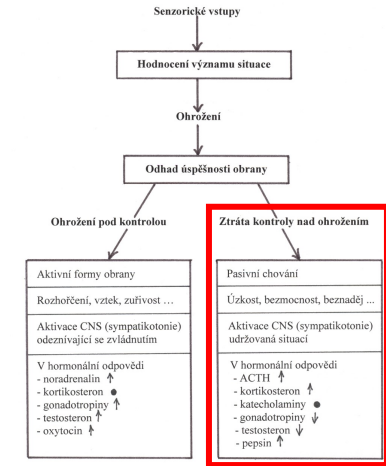 Senzorické vstupy
Hodnocení významu situace
Ohrožení
Odhad úspěšnosti obrany
Ohrožení pod kontrolou
Aktivní formy obrany
Rozhořčení, vztek, zuřivost ...
Aktivace CNS (sympatikotonie)
odeznívající se zvládnutím
V hormonální odpovědi
- noradrenalin ↑
- kortikosteron ●
- gonadotropiny ↑
- testosteron ↑
- oxytocin ↑
Ztráta kontroly nad ohrožením
Pasivní chování
Úzkost, bezmocnost, beznaděj ...
Aktivace CNS (sympatikotonie)
udržovaná situací
V hormonální odpovědi
- ACTH ↑
- kortikosteron ↑
- katecholaminy ●
- gonadotropiny ↓
- testosteron ↓
- pepsin ↑